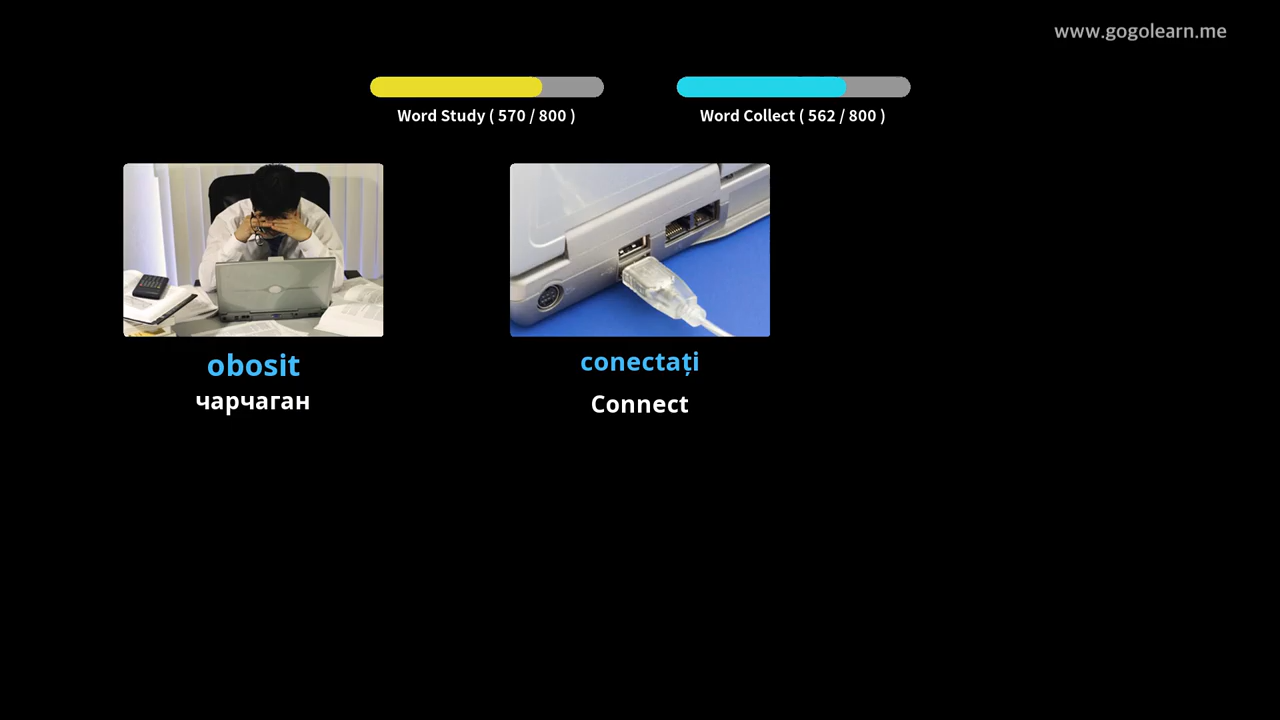 www.gogolearn.me
Word Study ( 570 / 800 )
Word Collect ( 562 / 800 )
obosit
чарчаган
conectați
Connect